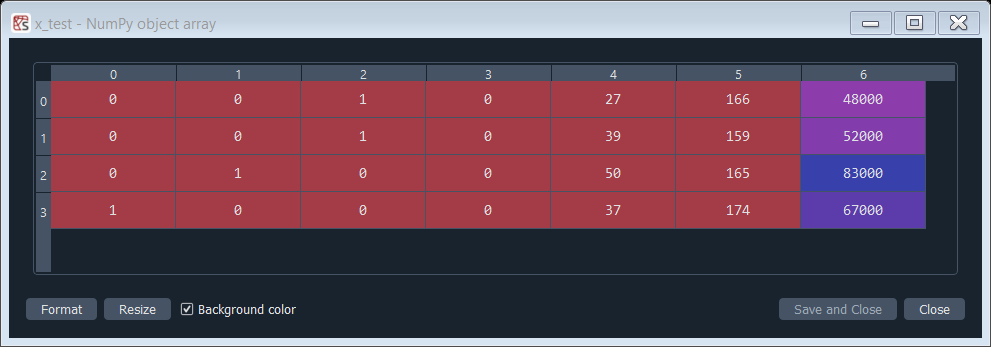 x_test - NumPy object array
0 1 2 3 4 5 6
0 0 0 1 0 27 166 48000
1 0 0 1 0 39 159 52000
2 0 1 0 0 50 165 83000
3 1 0 0 0 37 174 67000
Format Resize Background color Save and Close Close